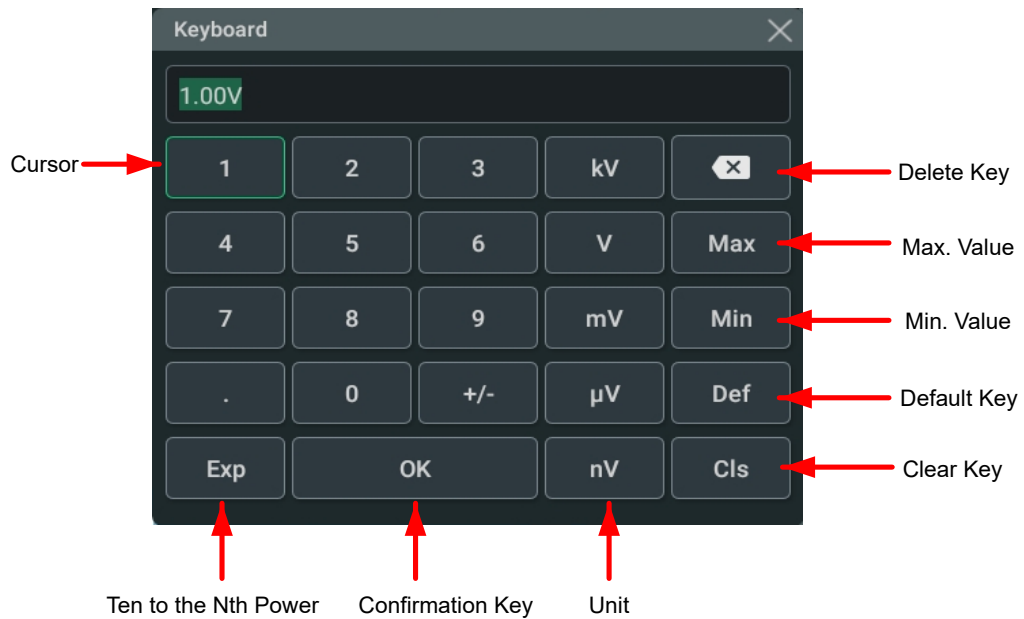 Keyboard
1.00V
Cursor
1 2 3 kV
Delete Key
4 5 6 V Max
Max. Value
7 8 9 mV Min
Min. Value
. 0 +/- µV Def
Default Key
Exp OK nV Cls
Clear Key
Ten to the Nth Power Confirmation Key Unit